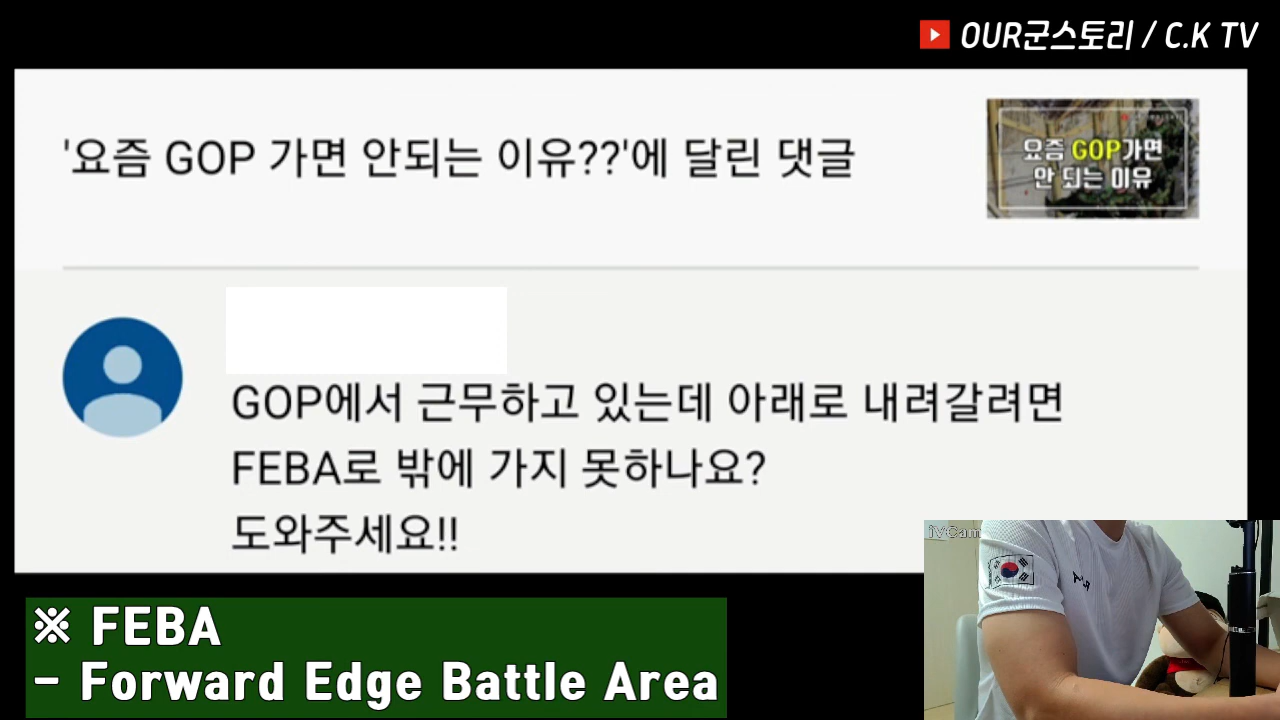 OUR군스토리 / C.K TV
'요즘 GOP 가면 안되는 이유??'에 달린 댓글
요즘 GOP가면
안 되는 이유
GOP에서 근무하고 있는데 아래로 내려갈려면
FEBA로 밖에 가지 못하나요?
도와주세요!!
iVCam
※ FEBA
- Forward Edge Battle Area